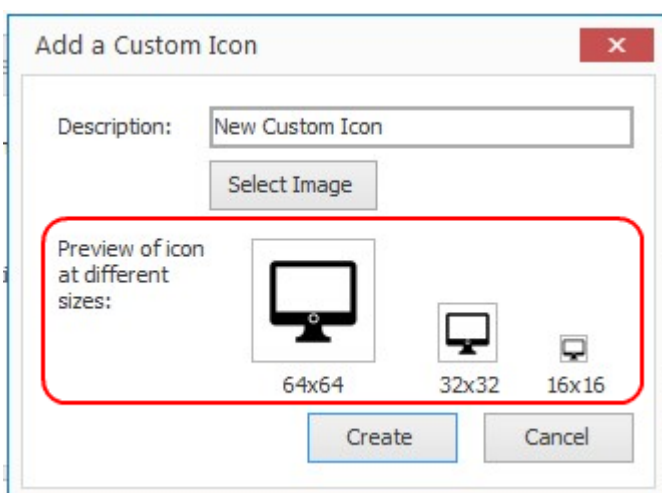 Add a Custom Icon
Description: New Custom Icon
Select Image
Preview of icon
at different
sizes:
64x64 32x32 16x16
Create Cancel